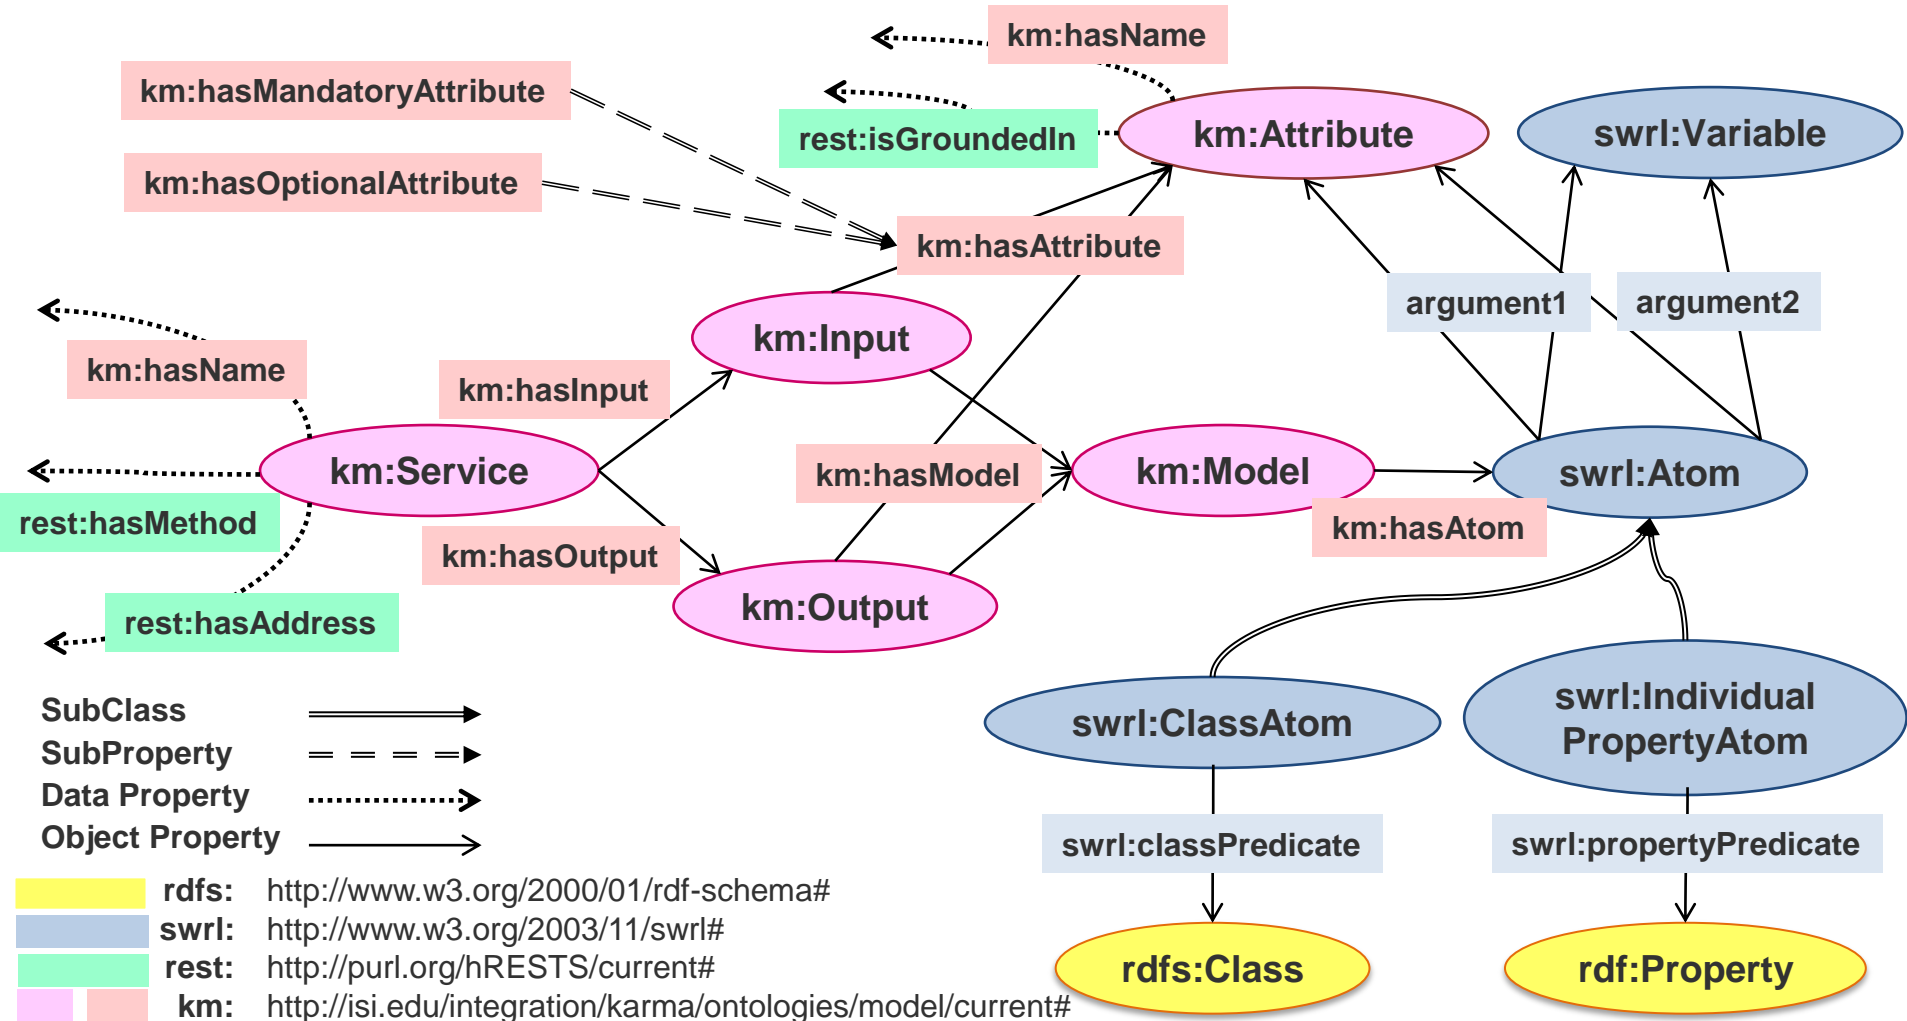 km:hasName
km:hasMandatoryAttribute
rest:isGroundedIn
km:Attribute
swrl:Variable
km:hasOptionalAttribute
km:hasAttribute
argument1
argument2
km:Input
km:hasName
km:hasInput
km:Service
km:hasModel
km:Model
swrl:Atom
rest:hasMethod
km:hasAtom
km:hasOutput
km:Output
rest:hasAddress
swrl:ClassAtom
swrl:Individual
PropertyAtom
SubClass
SubProperty
Data Property
Object Property
swrl:classPredicate
swrl:propertyPredicate
rdfs: http://www.w3.org/2000/01/rdf-schema#
swrl: http://www.w3.org/2003/11/swrl#
rest: http://purl.org/hRESTS/current#
km: http://isi.edu/integration/karma/ontologies/model/current#
rdfs:Class
rdf:Property